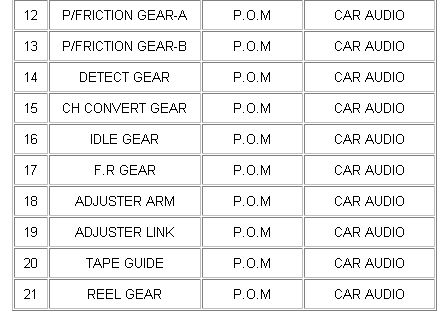 12 P/FRICTION GEAR-A P.O.M CAR AUDIO
13 P/FRICTION GEAR-B P.O.M CAR AUDIO
14 DETECT GEAR P.O.M CAR AUDIO
15 CH CONVERT GEAR P.O.M CAR AUDIO
16 IDLE GEAR P.O.M CAR AUDIO
17 F.R GEAR P.O.M CAR AUDIO
18 ADJUSTER ARM P.O.M CAR AUDIO
19 ADJUSTER LINK P.O.M CAR AUDIO
20 TAPE GUIDE P.O.M CAR AUDIO
21 REEL GEAR P.O.M CAR AUDIO